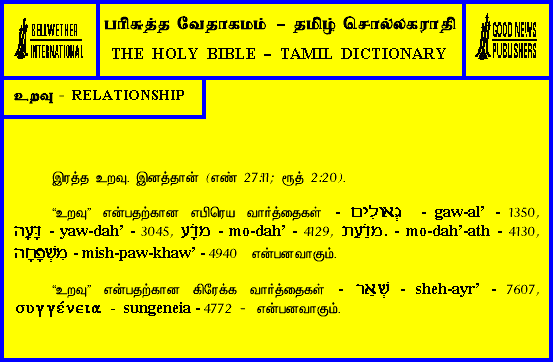 BELLWETHER
INTERNATIONAL
பரிசுத்த வேதாகமம் – தமிழ் சொல்லகராதி
THE HOLY BIBLE – TAMIL DICTIONARY
GOOD NEWS
PUBLISHERS
உறவு - RELATIONSHIP
இரத்த உறவு. இனத்தான் (எண் 27:11; ரூத் 2:20).
“உறவு” என்பதற்கான எபிரெய வார்த்தைகள் - גְּאוּלִים - gaw-al’ - 1350,
דָּעָה - yaw-dah’ - 3045, מוֹדָע - mo-dah’ - 4129, מוֹדַעַת. - mo-dah’-ath - 4130,
מִשְׁפָּחָה - mish-paw-khaw’ - 4940 என்பனவாகும்.
“உறவு” என்பதற்கான கிரேக்க வார்த்தைகள் - שְׁאֵר - sheh-ayr’ - 7607,
συγγένεια - sungeneia - 4772 – என்பனவாகும்.